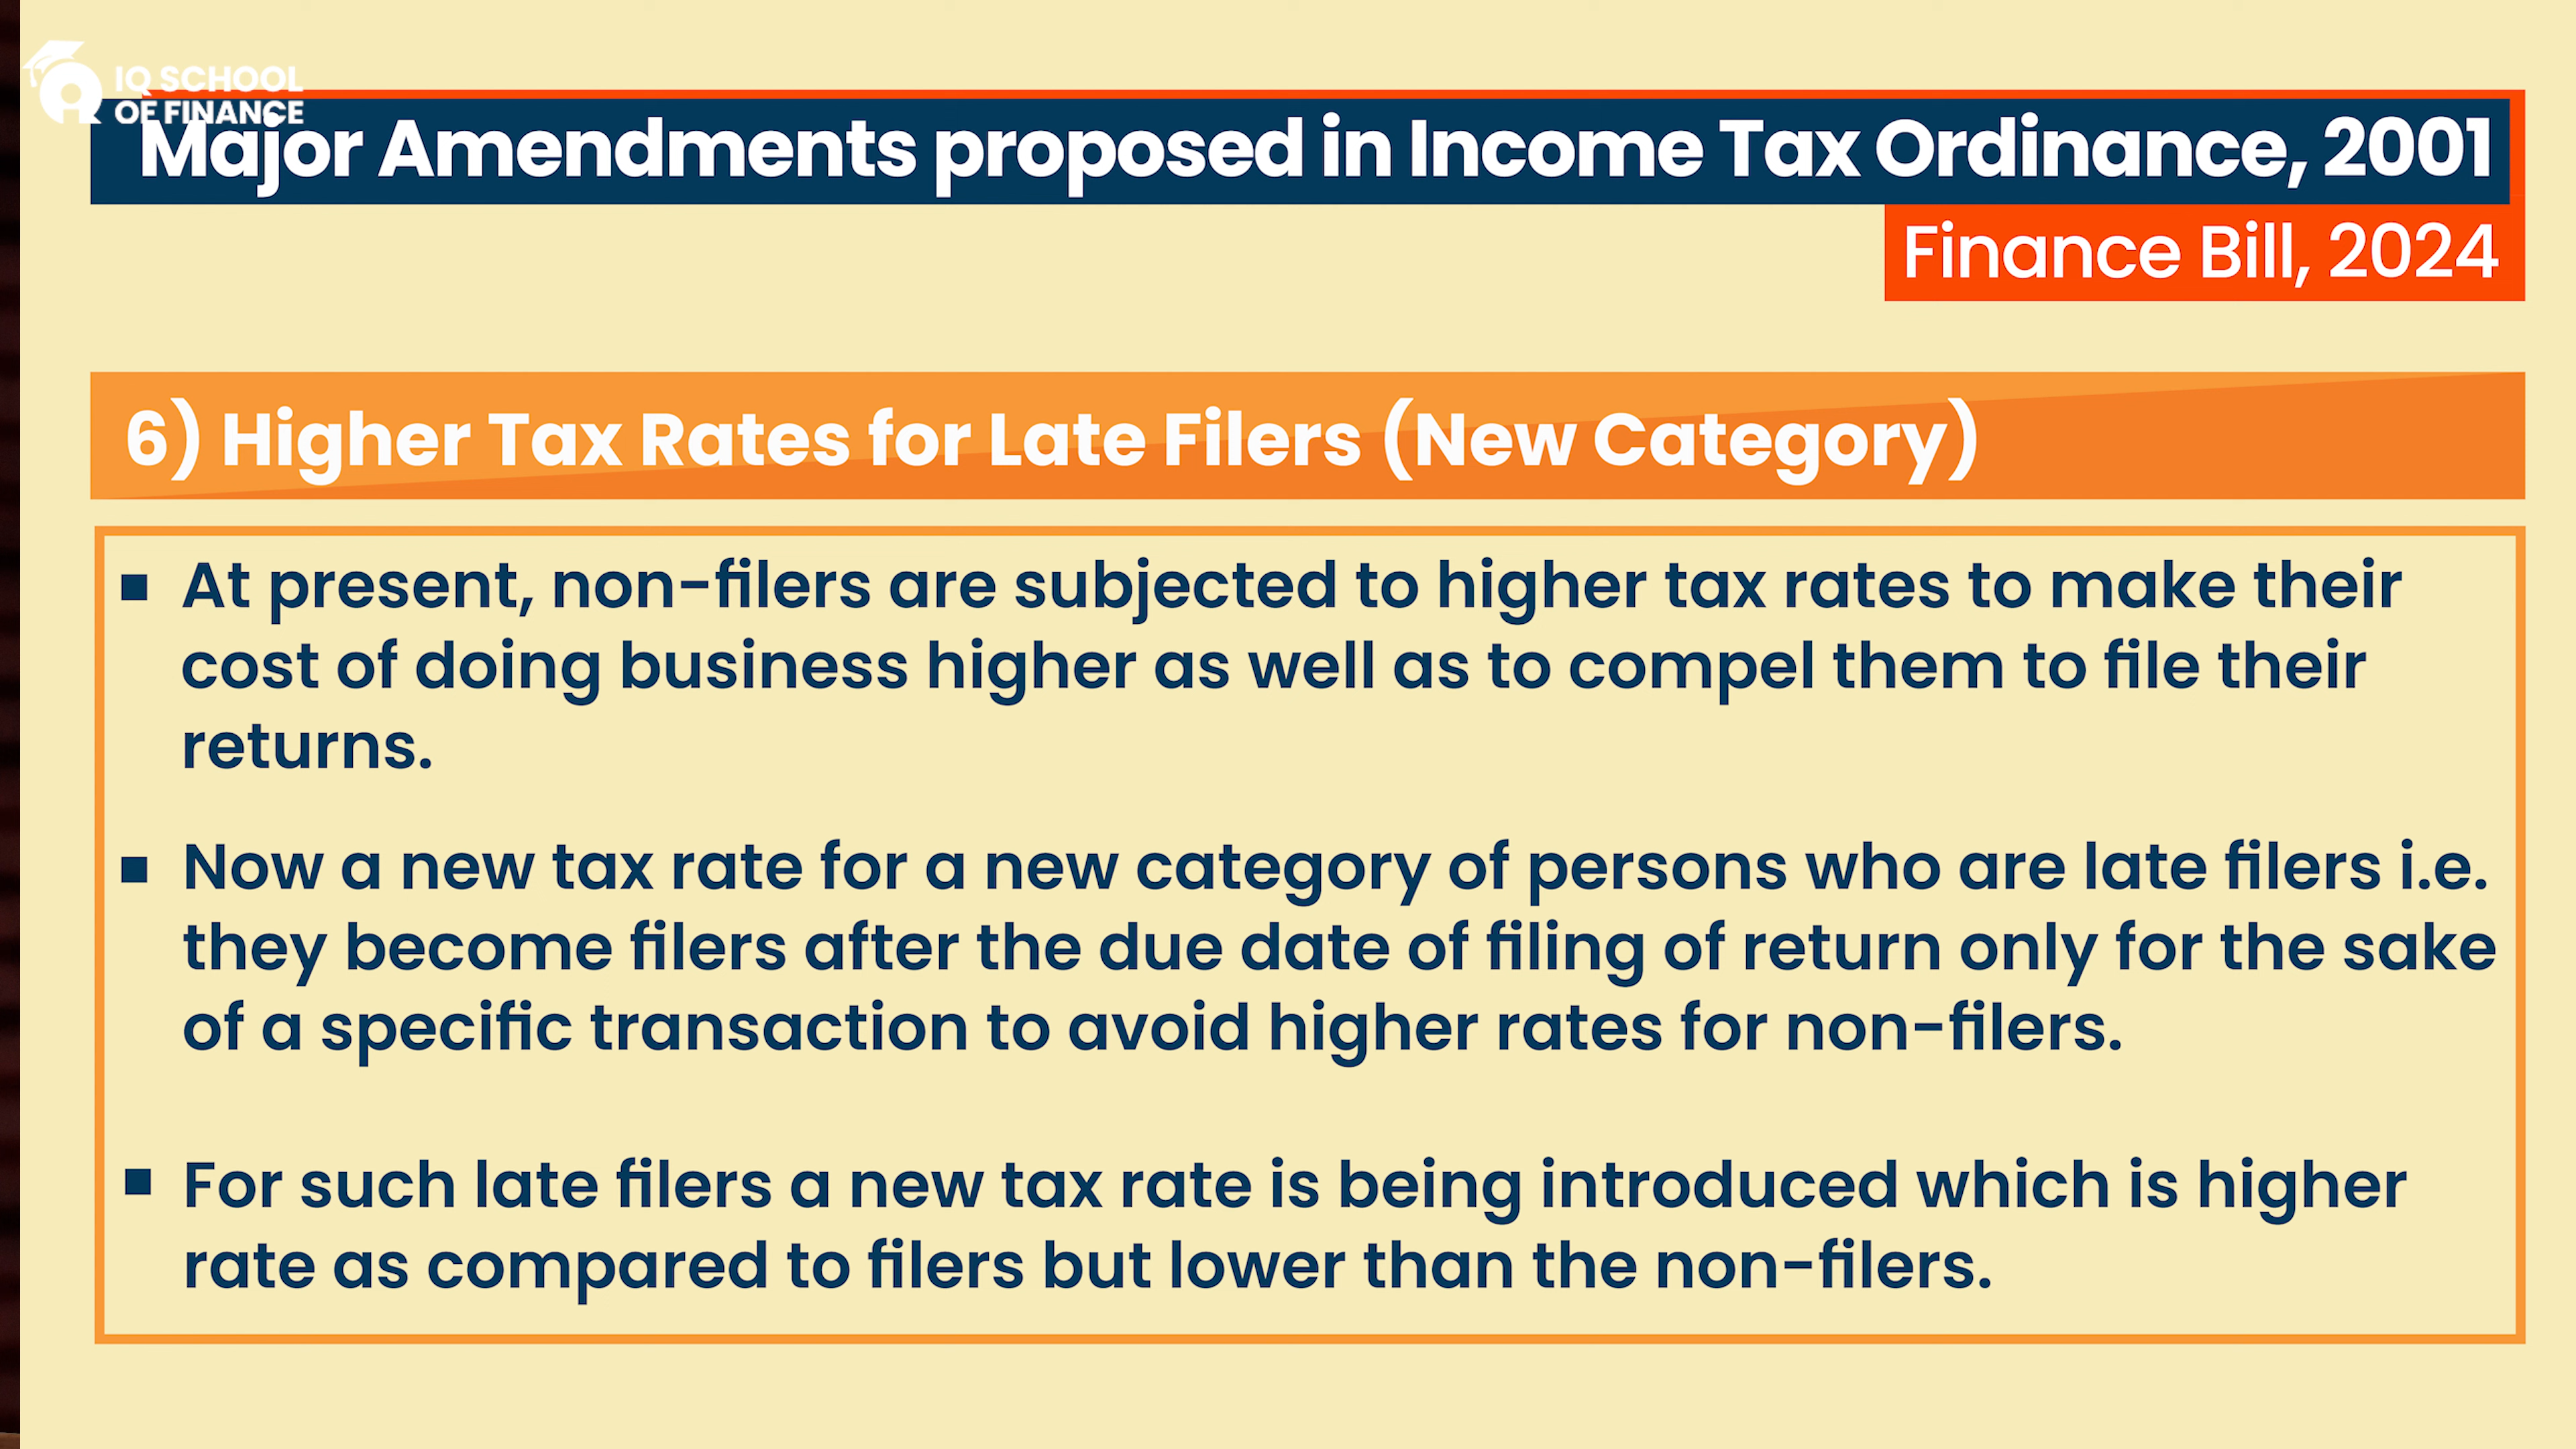 IQ SCHOOL
OF FINANCE
Major Amendments proposed in Income Tax Ordinance, 2001
Finance Bill, 2024
6) Higher Tax Rates for Late Filers (New Category)
▪ At present, non-filers are subjected to higher tax rates to make their
cost of doing business higher as well as to compel them to file their
returns.
▪ Now a new tax rate for a new category of persons who are late filers i.e.
they become filers after the due date of filing of return only for the sake
of a specific transaction to avoid higher rates for non-filers.
▪ For such late filers a new tax rate is being introduced which is higher
rate as compared to filers but lower than the non-filers.